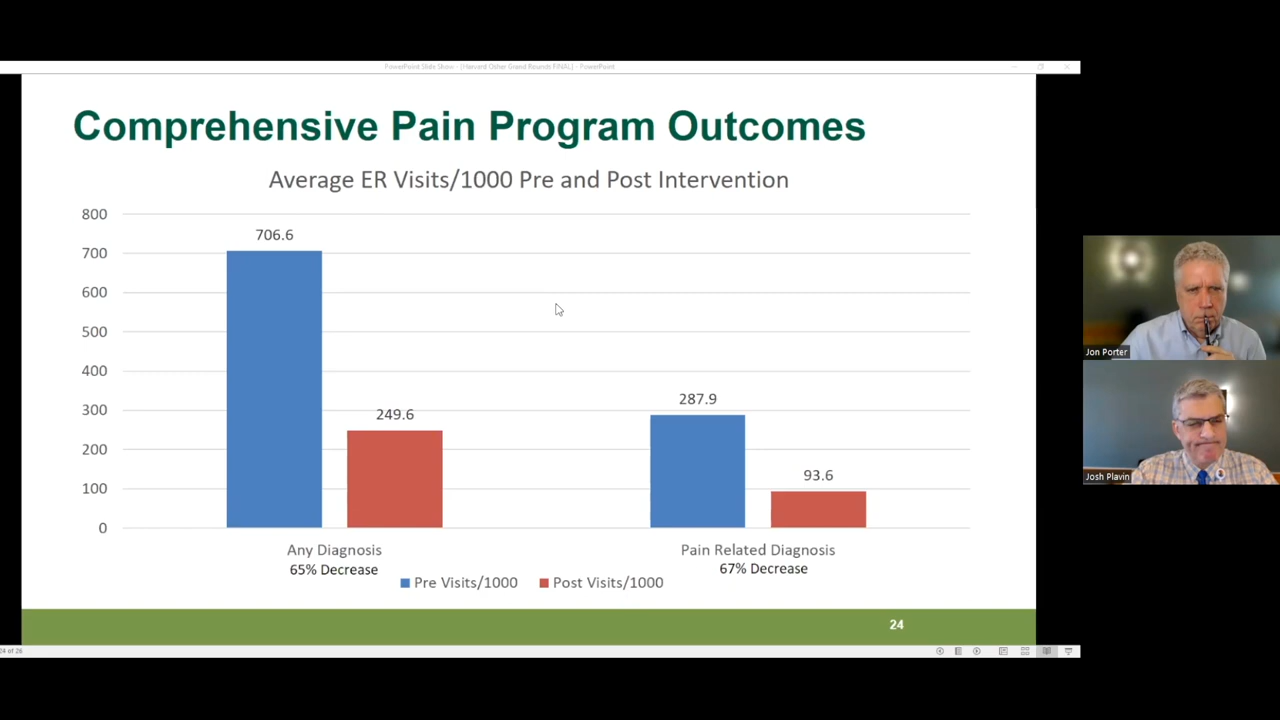 PowerPoint Slide Show - [Harvard Osher Grand Rounds FINAL] - PowerPoint
Comprehensive Pain Program Outcomes
Average ER Visits/1000 Pre and Post Intervention
800
700
600
500
400
300
200
100
0
706.6
249.6
287.9
93.6
Any Diagnosis
65% Decrease
Pain Related Diagnosis
67% Decrease
Pre Visits/1000
Post Visits/1000
24
24 of 26
Jon Porter
Josh Plavin